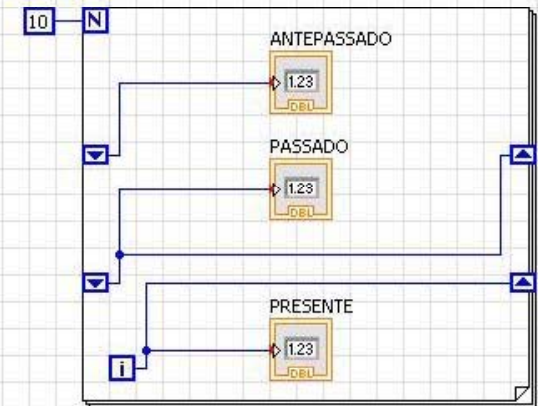 10 N
ANTEPASSADO
1.23
DBL
PASSADO
1.23
DBL
PRESENTE
1.23
DBL
i